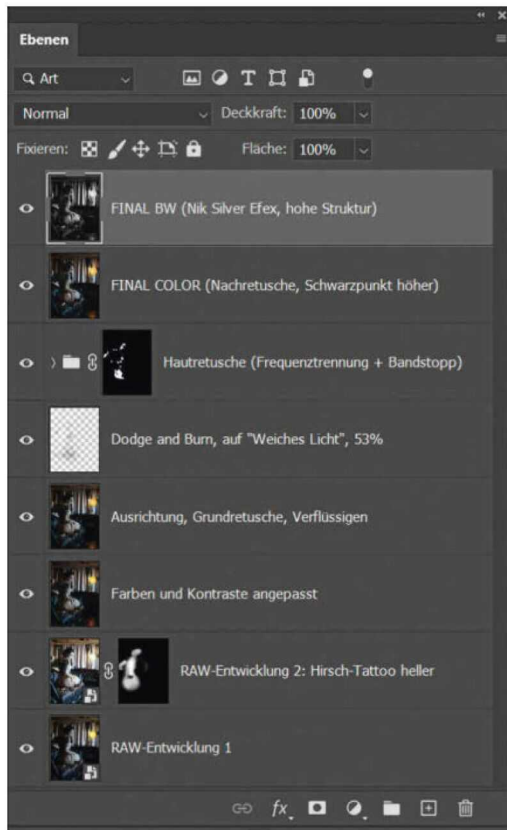 Ebenen
Art
Normal Deckkraft: 100%
Fixieren: Fläche: 100%
FINAL BW (Nik Silver Efex, hohe Struktur)
FINAL COLOR (Nachretusche, Schwarzpunkt höher)
Hautretusche (Frequenztrennung + Bandstopp)
Dodge and Burn, auf "Weiches Licht", 53%
Ausrichtung, Grundretusche, Verflüssigen
Farben und Kontraste angepasst
RAW-Entwicklung 2: Hirsch-Tattoo heller
RAW-Entwicklung 1
fx